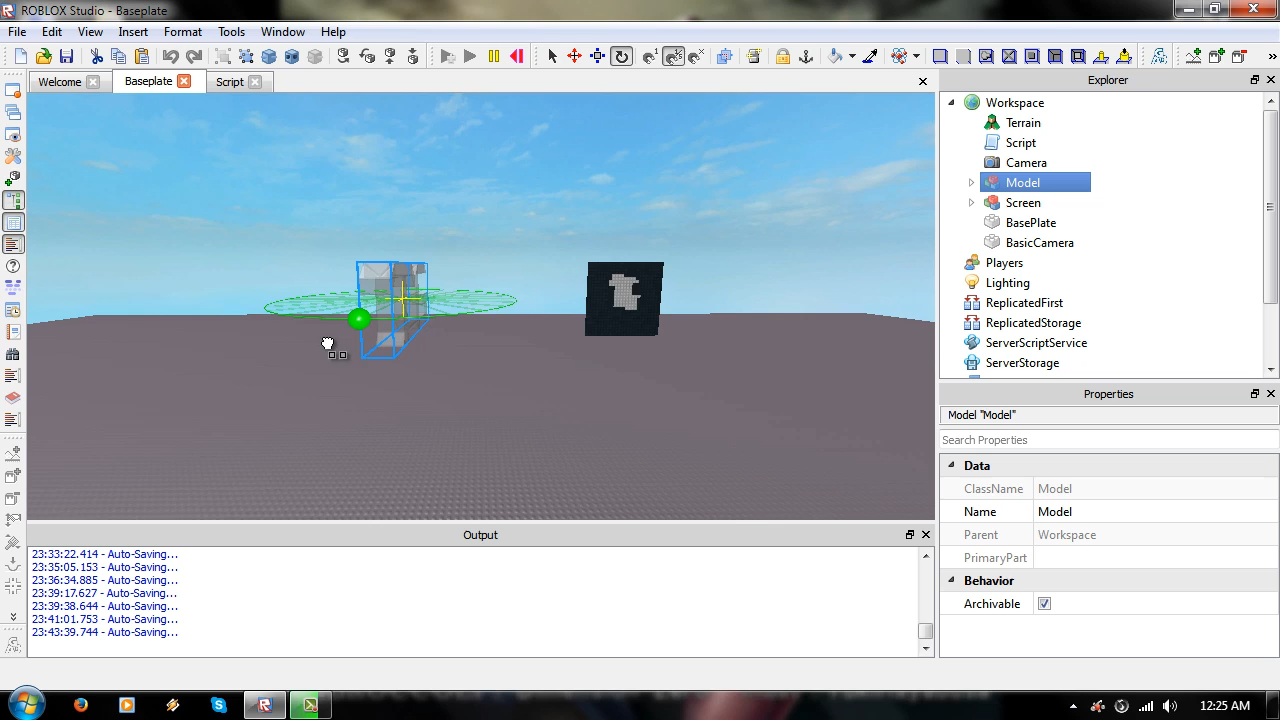 ROBLOX Studio - Baseplate
File Edit View Insert Format Tools Window Help
Welcome Baseplate Script
Explorer
Workspace
Terrain
Script
Camera
Model
Screen
BasePlate
BasicCamera
Players
Lighting
ReplicatedFirst
ReplicatedStorage
ServerScriptService
ServerStorage
Properties
Model "Model"
Search Properties
Data
ClassName Model
Name Model
Parent Workspace
PrimaryPart
Behavior
Archivable
Output
23:33:22.414 - Auto-Saving...
23:35:05.153 - Auto-Saving...
23:36:34.885 - Auto-Saving...
23:39:17.627 - Auto-Saving...
23:39:38.644 - Auto-Saving...
23:41:01.753 - Auto-Saving...
23:43:39.744 - Auto-Saving...
12:25 AM